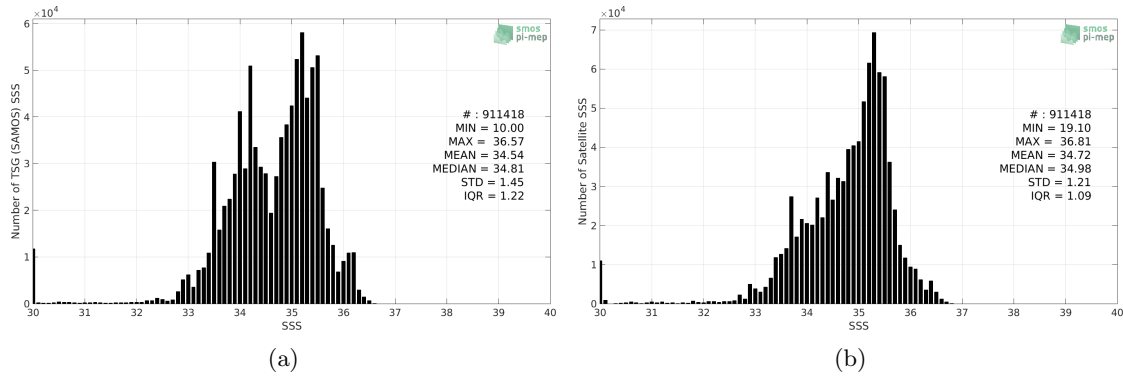 ×10⁴
smos
pi-mep
6
5
4
3
2
1
0
Number of TSG (SAMOS) SSS
# : 911418
MIN = 10.00
MAX = 36.57
MEAN = 34.54
MEDIAN = 34.81
STD = 1.45
IQR = 1.22
30 31 32 33 34 35 36 37 38 39 40
SSS
(a)
×10⁴
smos
pi-mep
7
6
5
4
3
2
1
0
Number of Satellite SSS
# : 911418
MIN = 19.10
MAX = 36.81
MEAN = 34.72
MEDIAN = 34.98
STD = 1.21
IQR = 1.09
30 31 32 33 34 35 36 37 38 39 40
SSS
(b)